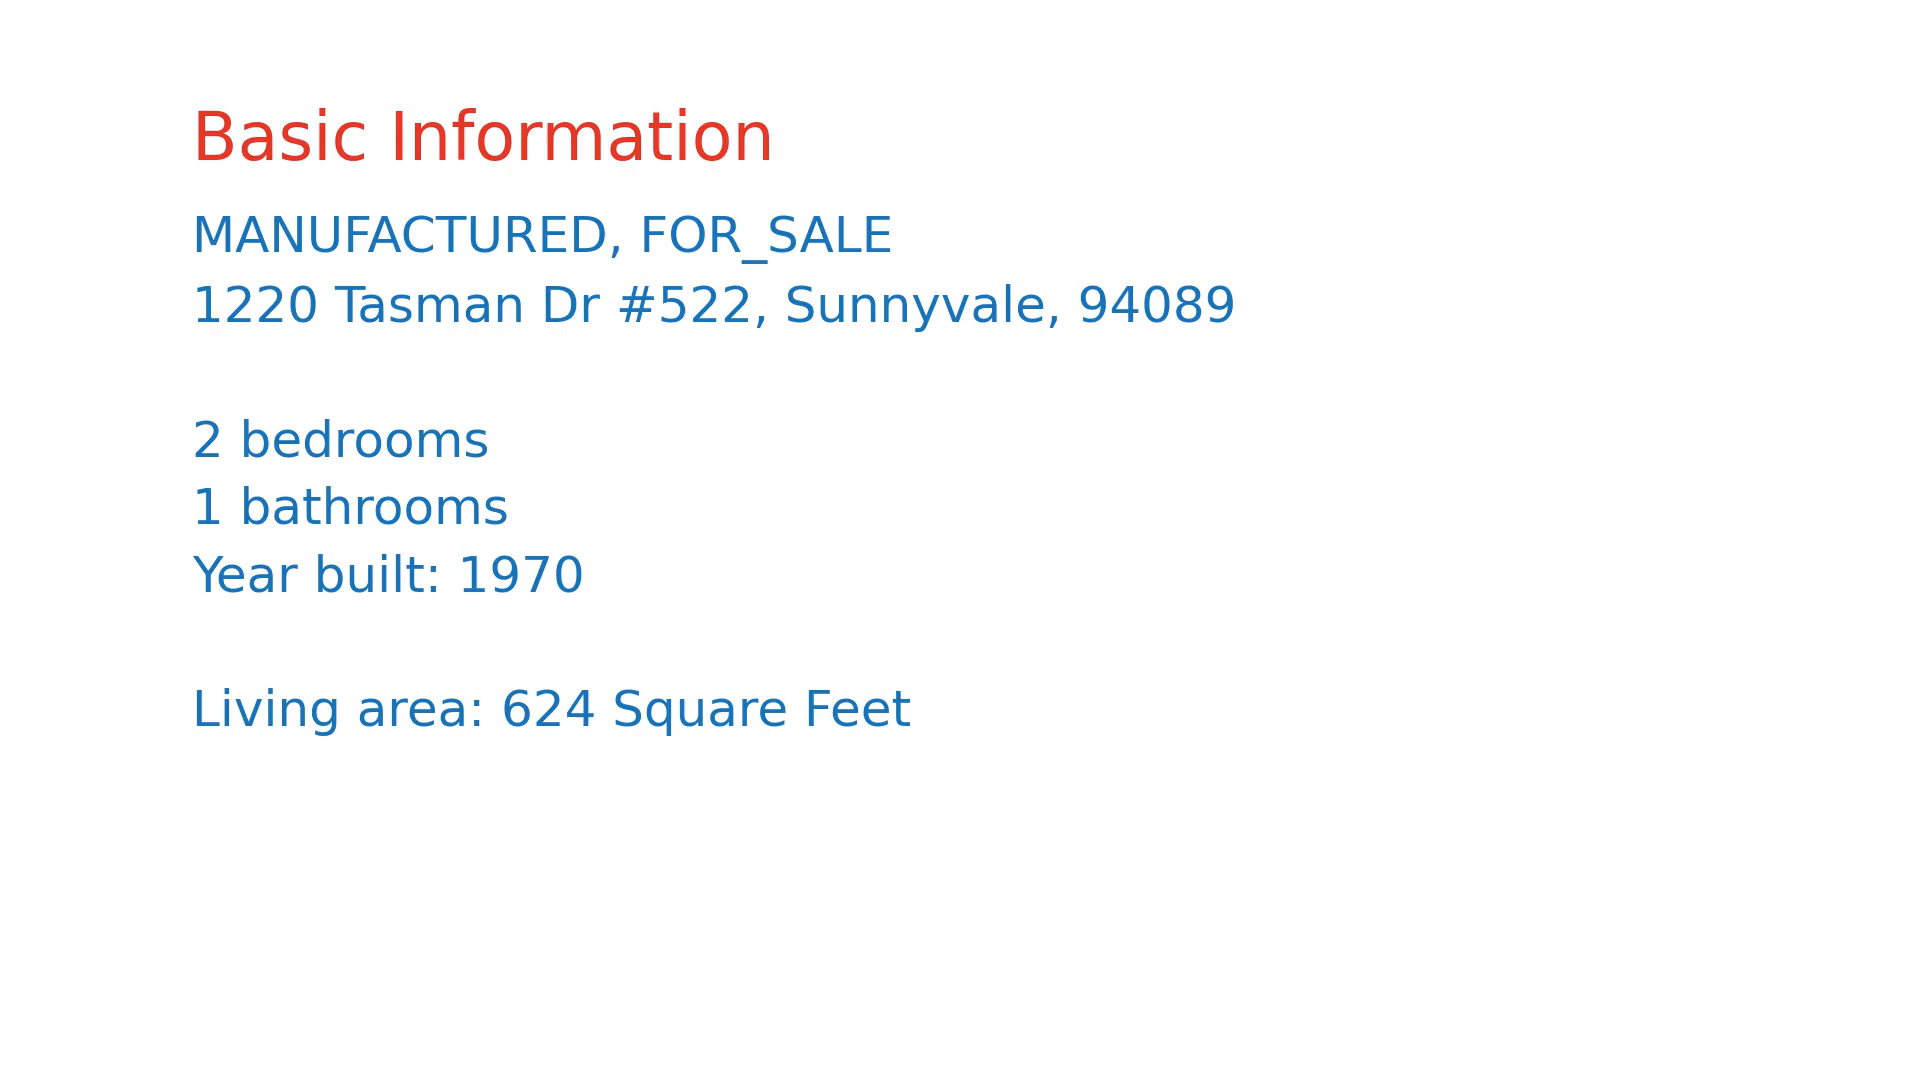 Basic Information
MANUFACTURED, FOR_SALE
1220 Tasman Dr #522, Sunnyvale, 94089
2 bedrooms
1 bathrooms
Year built: 1970
Living area: 624 Square Feet